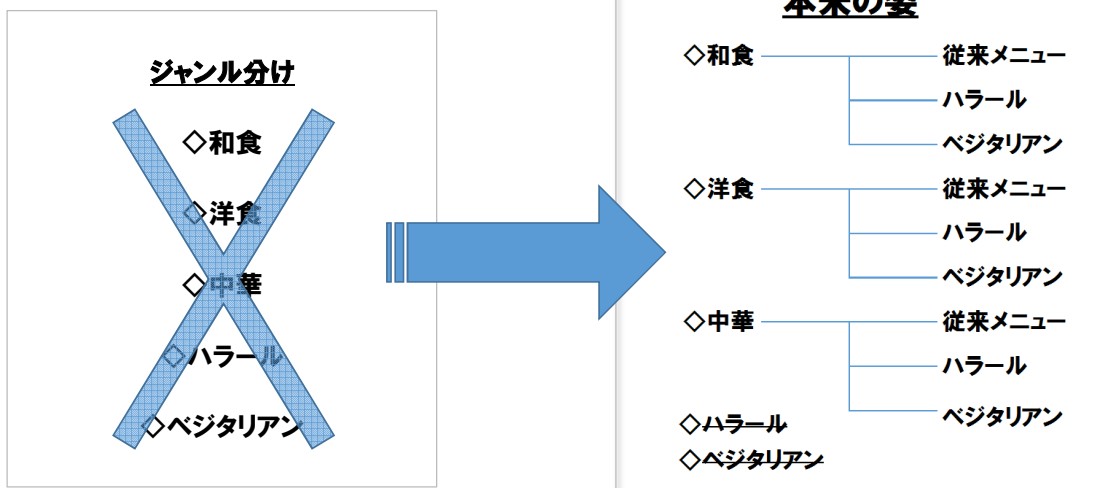 ジャンル分け
◇和食
◇洋食
◇中華
◇ハラール
◇ベジタリアン
本来の姿
◇和食
従来メニュー
ハラール
ベジタリアン
◇洋食
従来メニュー
ハラール
ベジタリアン
◇中華
従来メニュー
ハラール
ベジタリアン
◇ハラール
◇ベジタリアン